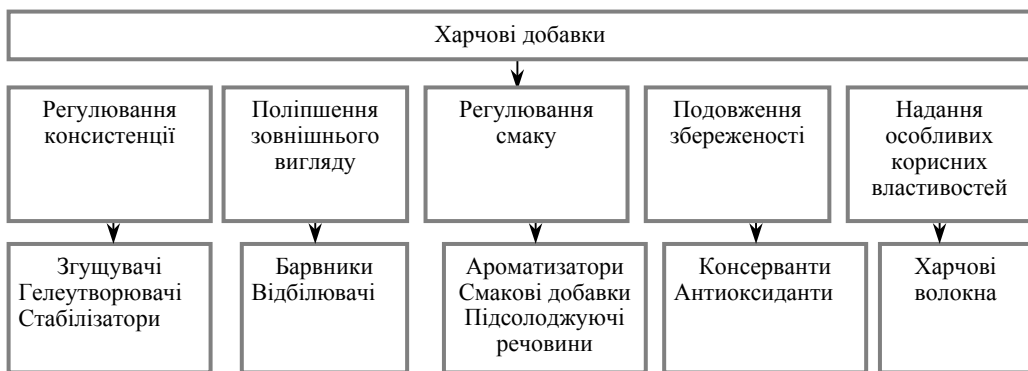 Харчові добавки
Регулювання
консистенції
Поліпшення
зовнішнього
вигляду
Регулювання
смаку
Подовження
збереженості
Надання
особливих
корисних
властивостей
Згущувачі
Гелеутворювачі
Стабілізатори
Барвники
Відбілювачі
Ароматизатори
Смакові добавки
Підсолоджуючі
речовини
Консерванти
Антиоксиданти
Харчові
волокна